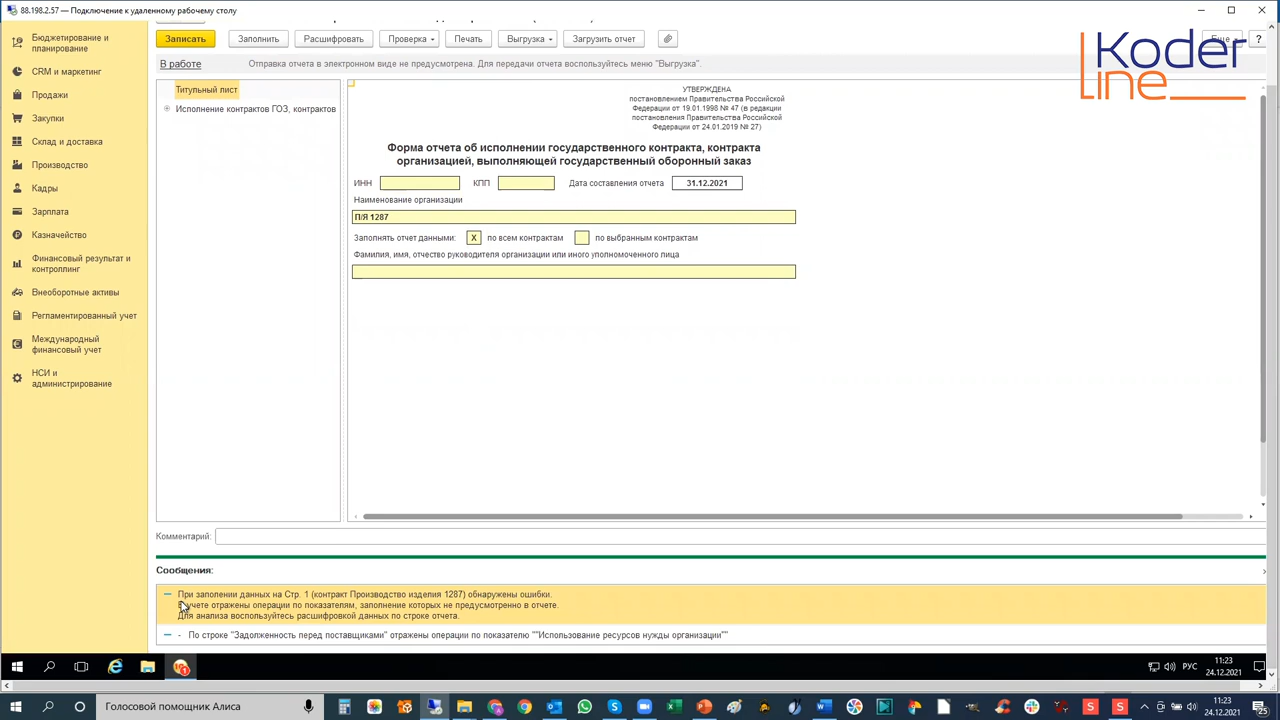 88.198.2.57 — Подключение к удаленному рабочему столу
Koder
line
Бюджетирование и
планирование
CRM и маркетинг
Продажи
Закупки
Склад и доставка
Производство
Кадры
Зарплата
Казначейство
Финансовый результат и
контроллинг
Внеоборотные активы
Регламентированный учет
Международный
финансовый учет
НСИ и
администрирование
Записать
Заполнить
Расшифровать
Проверка
Печать
Выгрузка
Загрузить отчет
Еще
?
В работе
Отправка отчета в электронном виде не предусмотрена. Для передачи отчета воспользуйтесь меню "Выгрузка".
Титульный лист
Исполнение контрактов ГОЗ, контрактов
УТВЕРЖДЕНА
постановлением Правительства Российской
Федерации от 19.01.1998 № 47 (в редакции
постановления Правительства Российской
Федерации от 24.01.2019 № 27)
Форма отчета об исполнении государственного контракта, контракта
организацией, выполняющей государственный оборонный заказ
ИНН
КПП
Дата составления отчета
31.12.2021
Наименование организации
П/Я 1287
Заполнять отчет данными:
X
по всем контрактам
по выбранным контрактам
Фамилия, имя, отчество руководителя организации или иного уполномоченного лица
Комментарий:
Сообщения:
При заполении данных на Стр. 1 (контракт Производство изделия 1287) обнаружены ошибки.
учете отражены операции по показателям, заполнение которых не предусмотрено в отчете.
Для анализа воспользуйтесь расшифровкой данных по строке отчета.
- По строке "Задолженность перед поставщиками" отражены операции по показателю ""Использование ресурсов нужды организации""
РУС
11:23
24.12.2021
Голосовой помощник Алиса
РУС
11:23
24.12.2021